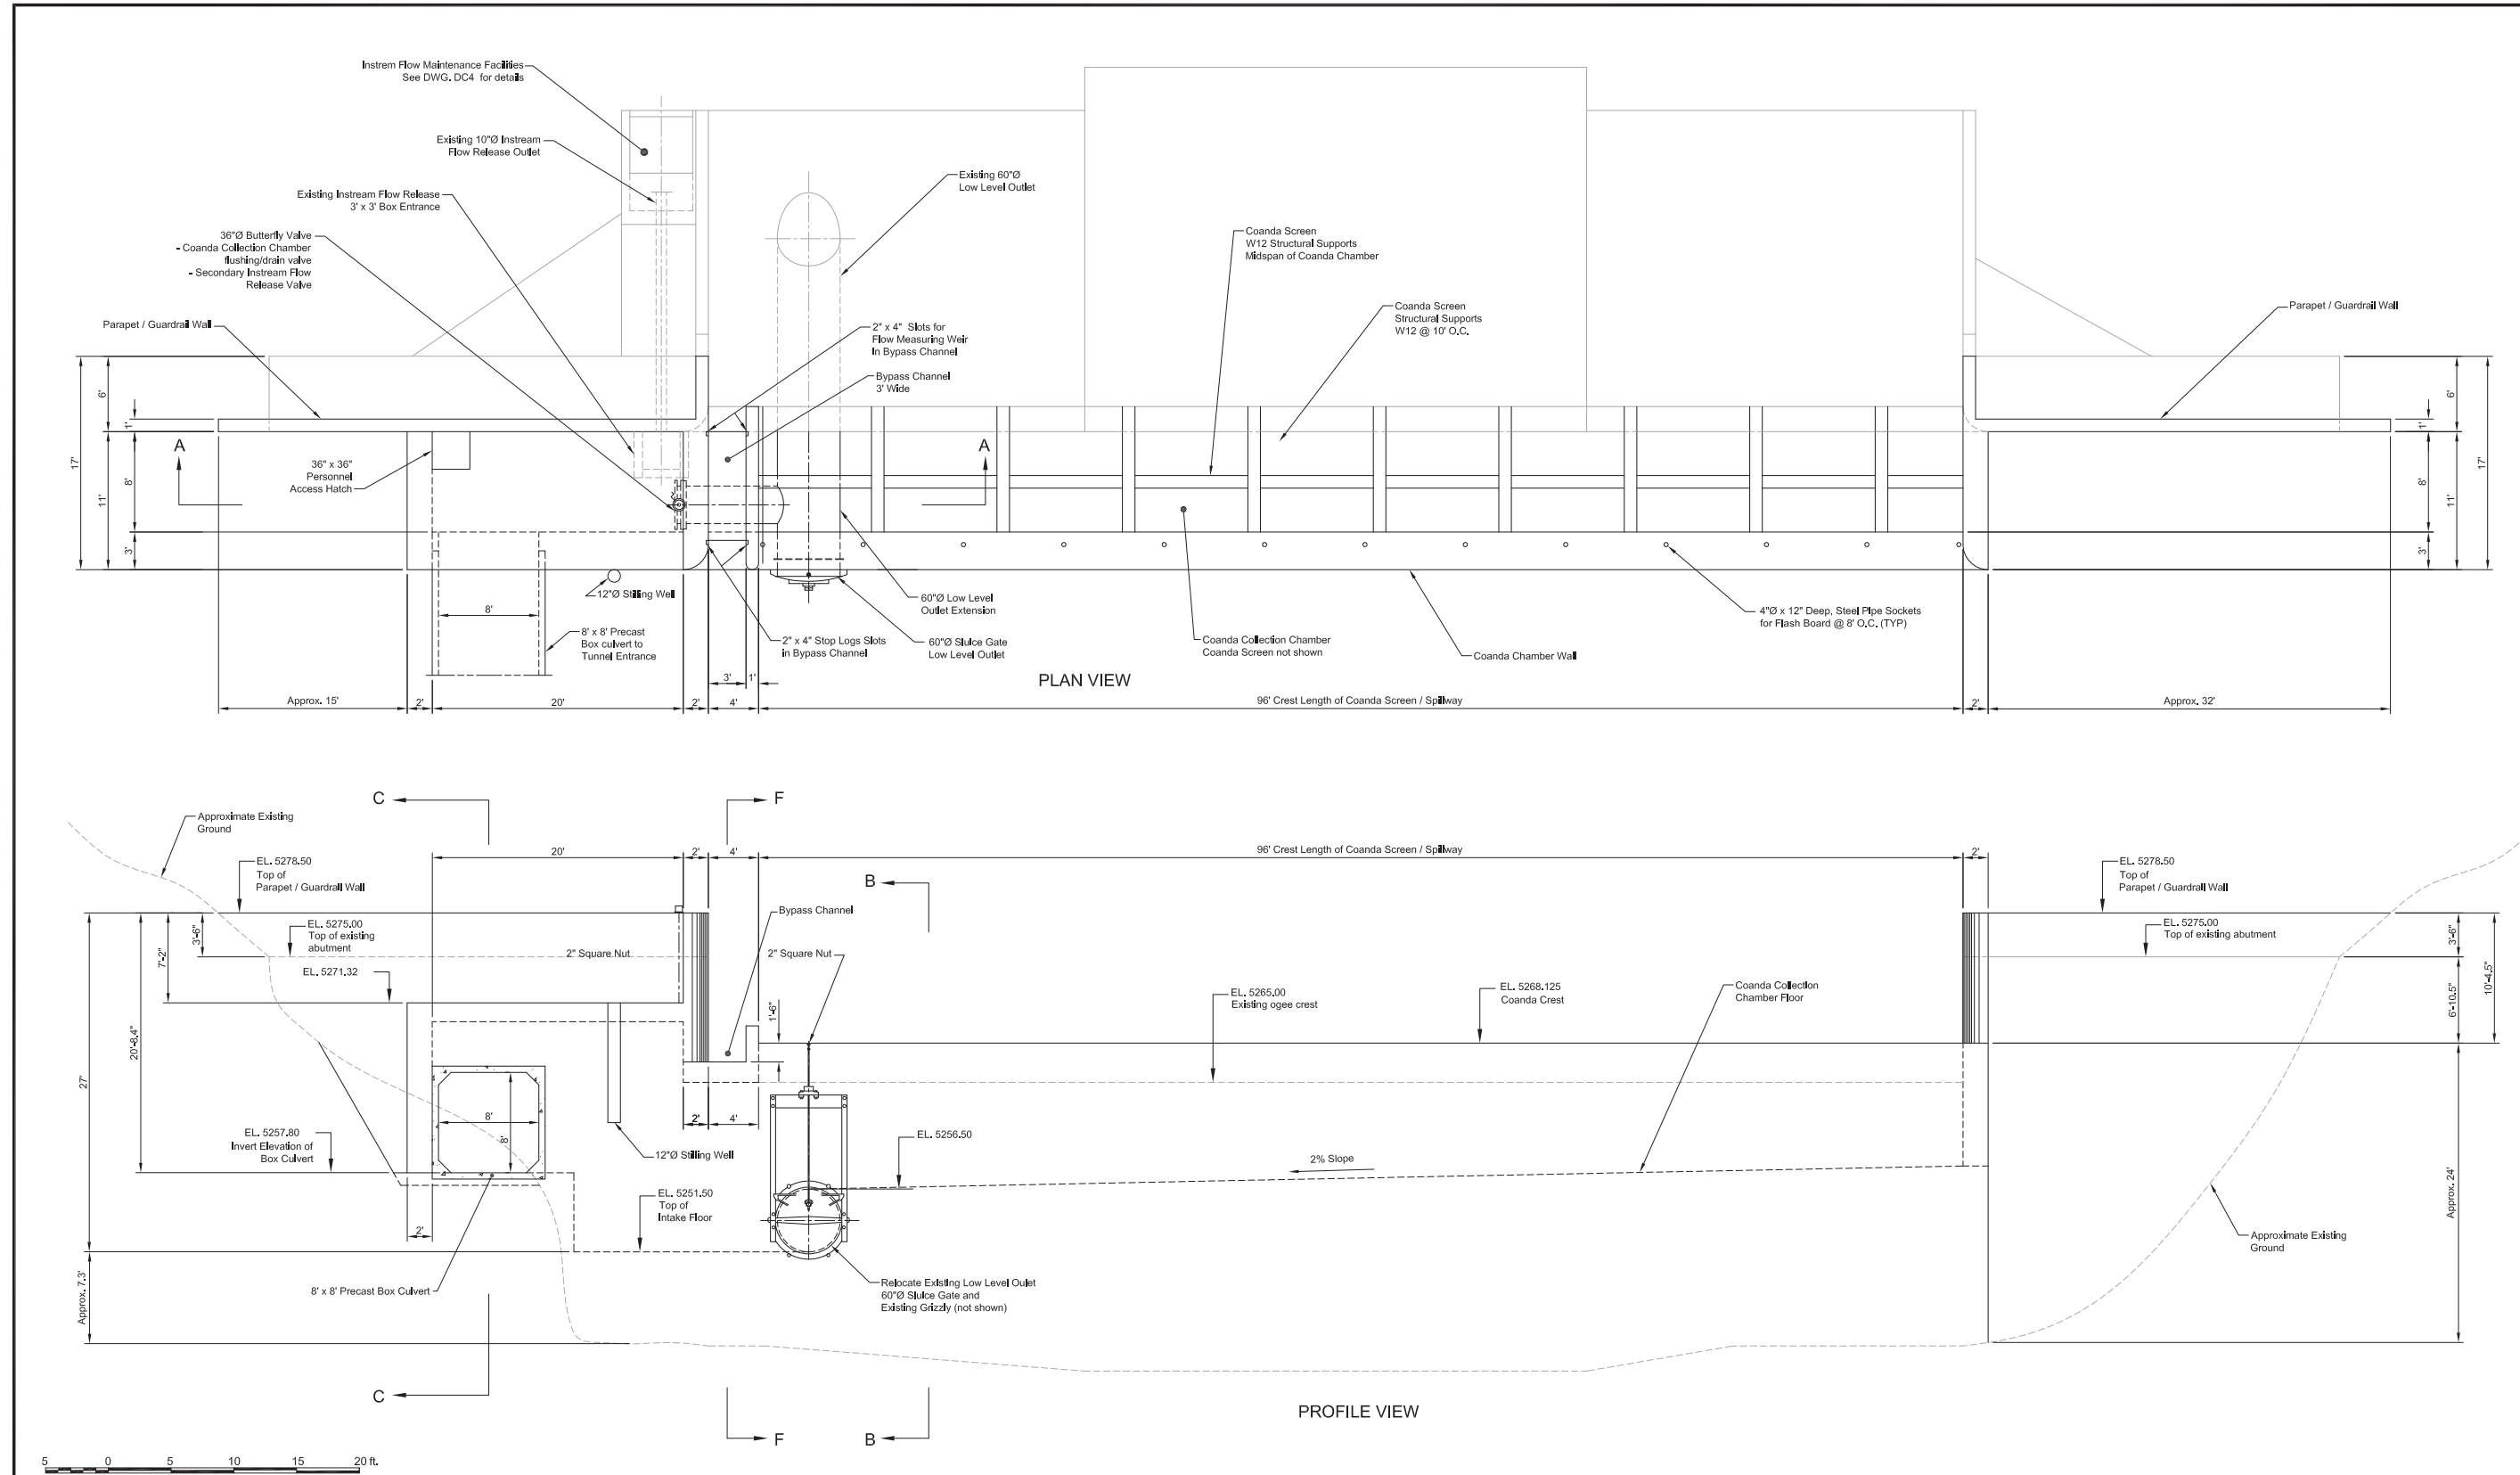 Instrem Flow Maintenance Facilities
See DWG. DC4 for details
Existing 10"Ø Instream
Flow Release Outlet
Existing Instream Flow Release
3' x 3' Box Entrance
36"Ø Butterfly Valve
- Coanda Collection Chamber
flushing/drain valve
- Secondary Instream Flow
Release Valve
Parapet / Guardrail Wall
Existing 60"Ø
Low Level Outlet
Coanda Screen
W12 Structural Supports
Midspan of Coanda Chamber
Coanda Screen
Structural Supports
W12 @ 10' O.C.
Parapet / Guardrail Wall
2" x 4" Slots for
Flow Measuring Weir
In Bypass Channel
Bypass Channel
3' Wide
6'
1'
17'
11'
8'
3'
A
A
36" x 36"
Personnel
Access Hatch
6'
1'
17'
8'
11'
3'
12"Ø Stilling Well
8'
8' x 8' Precast
Box culvert to
Tunnel Entrance
2" x 4" Stop Logs Slots
in Bypass Channel
60"Ø Low Level
Outlet Extension
60"Ø Sluice Gate
Low Level Outlet
Coanda Collection Chamber
Coanda Screen not shown
4"Ø x 12" Deep, Steel Pipe Sockets
for Flash Board @ 8' O.C. (TYP)
Coanda Chamber Wall
3'
1'
PLAN VIEW
Approx. 15'
2'
20'
2'
4'
96' Crest Length of Coanda Screen / Spillway
2'
Approx. 32'
C
F
Approximate Existing
Ground
20'
2'
4'
96' Crest Length of Coanda Screen / Spillway
2'
EL. 5278.50
Top of
Parapet / Guardrail Wall
B
EL. 5278.50
Top of
Parapet / Guardrail Wall
Bypass Channel
3'-6"
7'-2"
EL. 5275.00
Top of existing
abutment
2" Square Nut
2" Square Nut
EL. 5275.00
Top of existing abutment
3'-6"
10'-4.5"
6'-10.5"
EL. 5271.32
1'-6"
EL. 5265.00
Existing ogee crest
EL. 5268.125
Coanda Crest
Coanda Collection
Chamber Floor
20'-8.4"
27'
8'
8'
2'
4'
EL. 5257.80
Invert Elevation of
Box Culvert
12"Ø Stilling Well
EL. 5256.50
2% Slope
EL. 5251.50
Top of
Intake Floor
2'
Approx. 24'
Approximate Existing
Ground
Approx. 7.3'
8' x 8' Precast Box Culvert
Relocate Existing Low Level Oulet
60"Ø Sluice Gate and
Existing Grizzly (not shown)
C
F
B
PROFILE VIEW
5 0 5 10 15 20 ft.